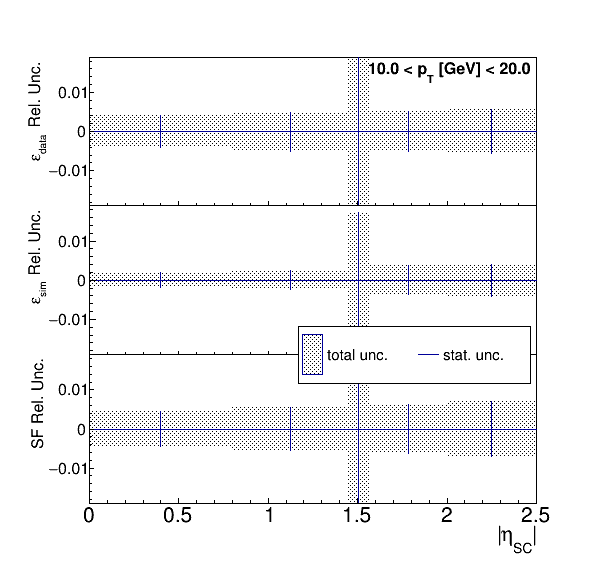 10.0 < p_T [GeV] < 20.0
ε_data Rel. Unc.
0.01
0
−0.01
ε_sim Rel. Unc.
0.01
0
−0.01
total unc. stat. unc.
SF Rel. Unc.
0.01
0
−0.01
0 0.5 1 1.5 2 2.5
|η_SC|